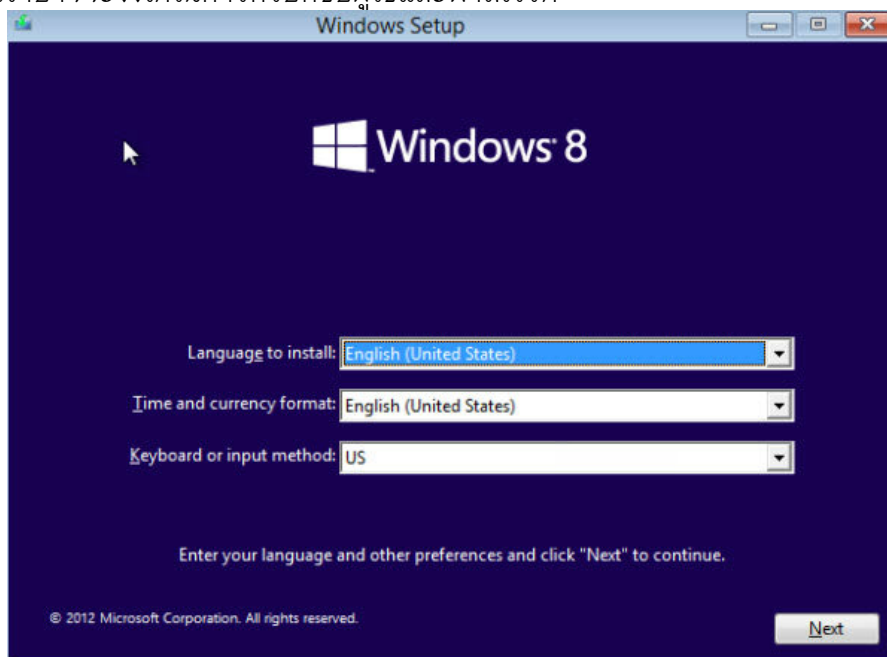 Windows Setup
Windows 8
Language to install: English (United States)
Time and currency format: English (United States)
Keyboard or input method: US
Enter your language and other preferences and click "Next" to continue.
© 2012 Microsoft Corporation. All rights reserved.
Next